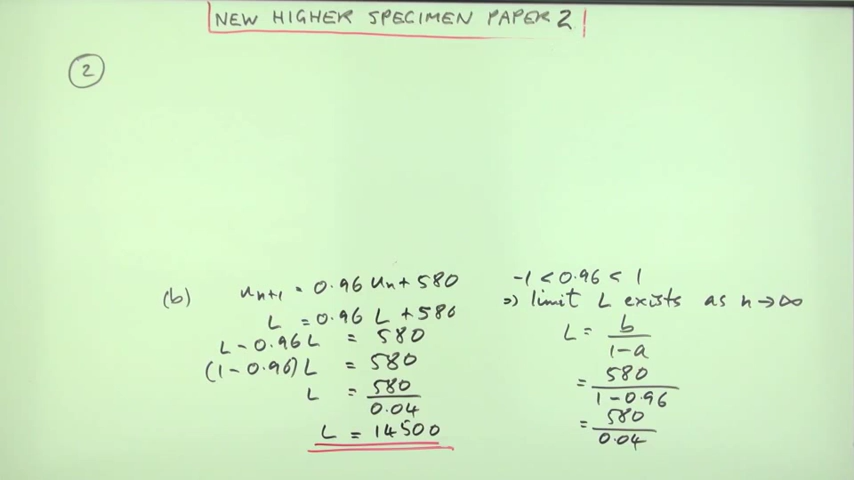 NEW HIGHER SPECIMEN PAPER 2
2
(b) uₙ₊₁ = 0.96 uₙ + 580
L = 0.96 L + 580
L - 0.96L = 580
(1 - 0.96)L = 580
L = 580/0.04
L = 14500
-1 < 0.96 < 1
⇒ limit L exists as n → ∞
L = b/1-a
= 580/1-0.96
= 580/0.04